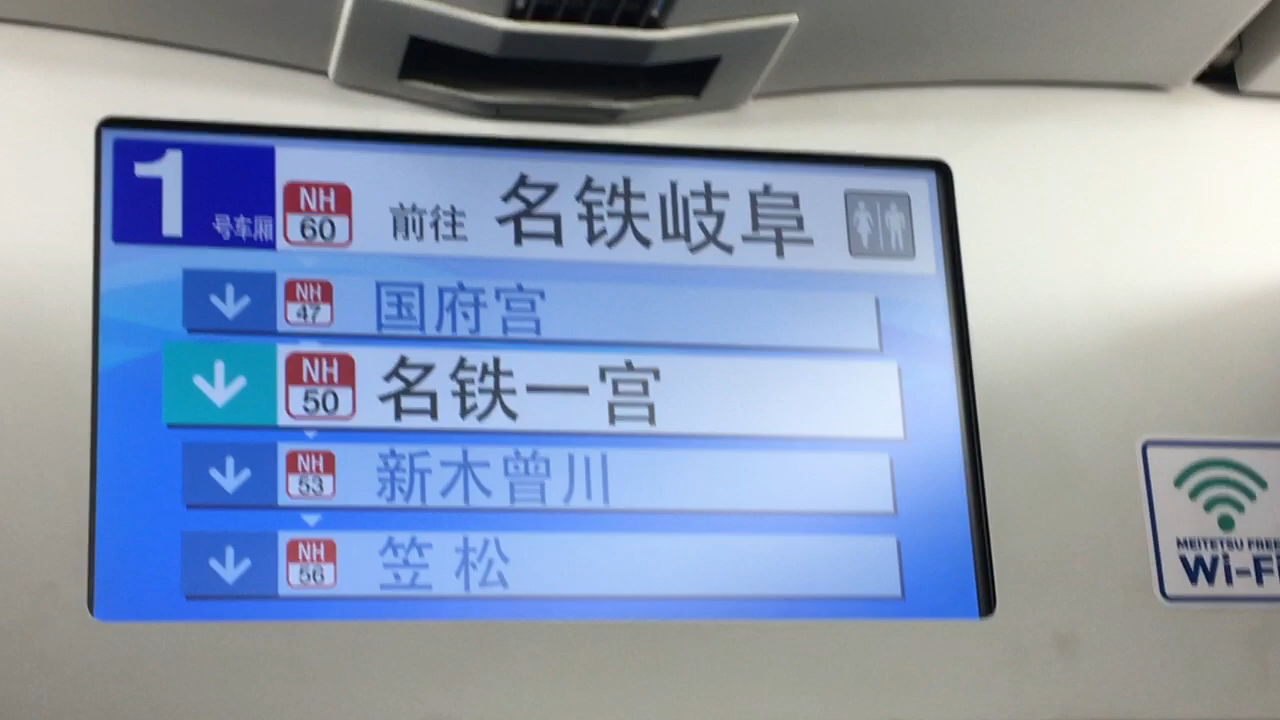 1 号车厢 NH 60 前往 名铁岐阜
NH 47 国府宫
NH 50 名铁一宫
NH 53 新木曾川
NH 56 笠松
MEITETSU FREE
Wi-Fi